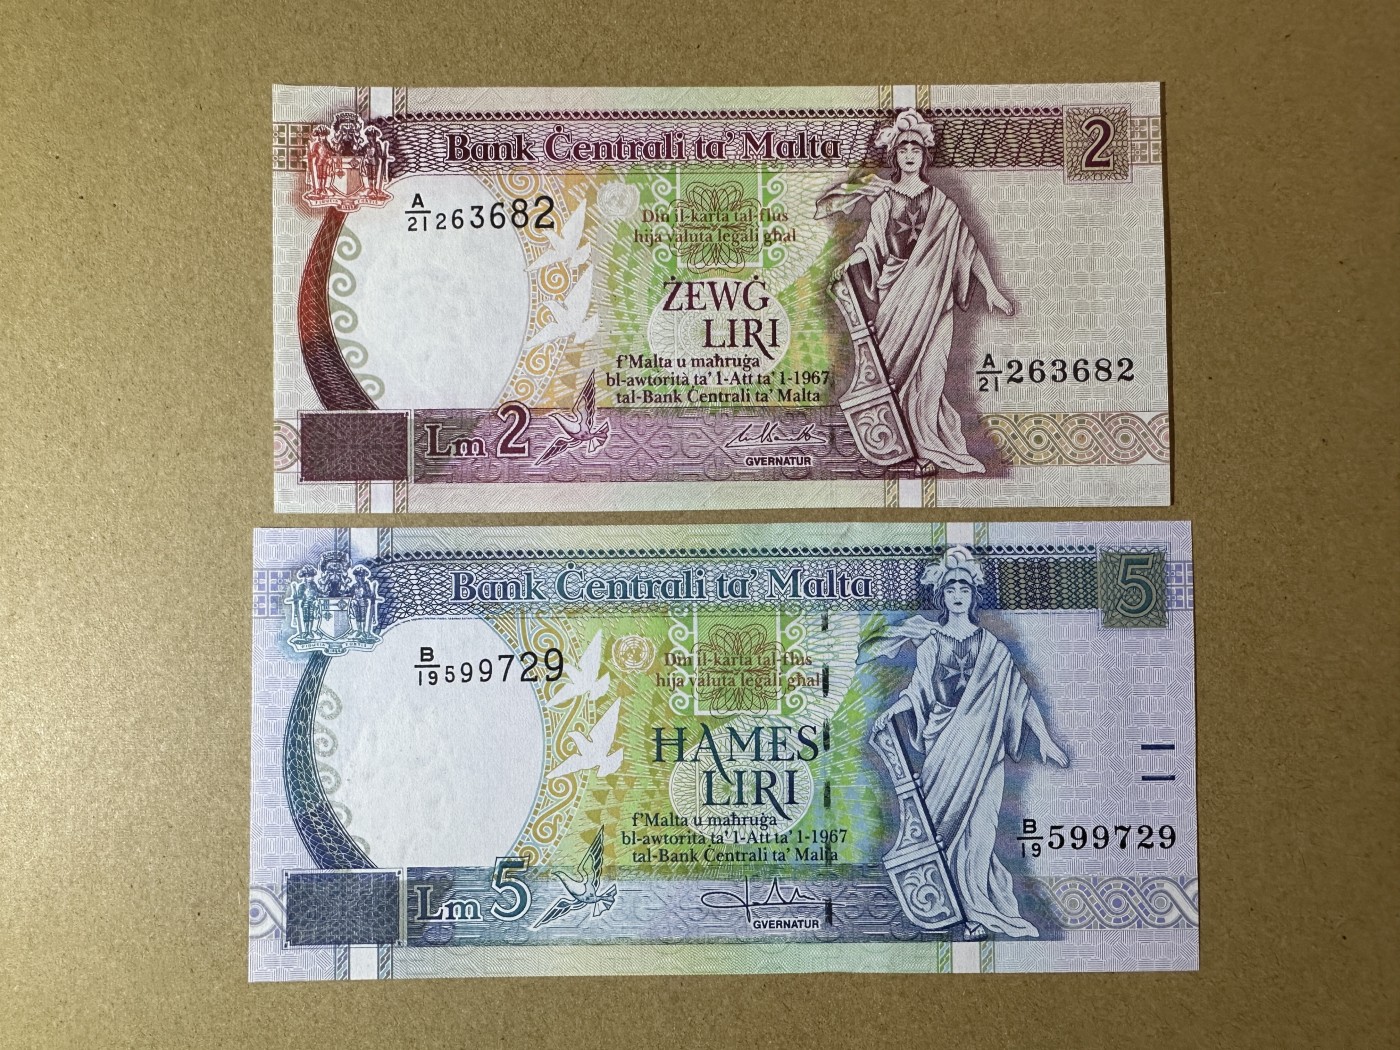 Bank Ċentrali ta' Malta
2
A/21 263682
Din il-karta tal-flus
hija valuta legali għal
ŻEWĠ
LIRI
f'Malta u maħruġa
bl-awtorità ta' l-Att ta' l-1967
tal-Bank Ċentrali ta' Malta
A/21 263682
Lm 2
GVERNATUR
Bank Ċentrali ta' Malta
5
B/19 599729
Din il-karta tal-flus
hija valuta legali għal
ĦAMES
LIRI
f'Malta u maħruġa
bl-awtorità ta' l-Att ta' l-1967
tal-Bank Ċentrali ta' Malta
B/19 599729
Lm 5
GVERNATUR